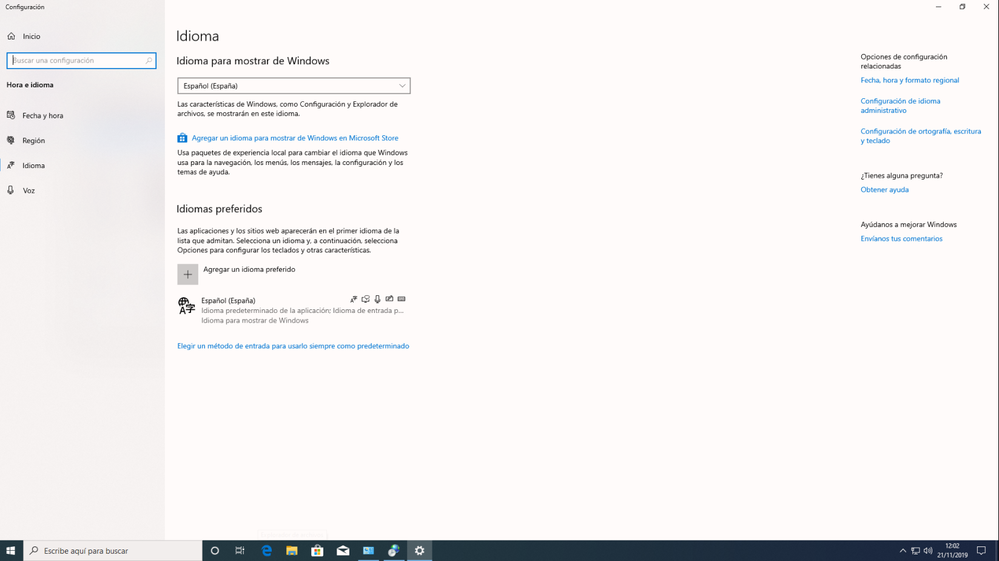 Configuración
Inicio
Buscar una configuración
Hora e idioma
Fecha y hora
Región
Idioma
Voz
Idioma
Idioma para mostrar de Windows
Español (España)
Las características de Windows, como Configuración y Explorador de
archivos, se mostrarán en este idioma.
Agregar un idioma para mostrar de Windows en Microsoft Store
Usa paquetes de experiencia local para cambiar el idioma que Windows
usa para la navegación, los menús, los mensajes, la configuración y los
temas de ayuda.
Idiomas preferidos
Las aplicaciones y los sitios web aparecerán en el primer idioma de la
lista que admitan. Selecciona un idioma y, a continuación, selecciona
Opciones para configurar los teclados y otras características.
Agregar un idioma preferido
Español (España)
Idioma predeterminado de la aplicación; Idioma de entrada p...
Idioma para mostrar de Windows
Elegir un método de entrada para usarlo siempre como predeterminado
Opciones de configuración
relacionadas
Fecha, hora y formato regional
Configuración de idioma
administrativo
Configuración de ortografía, escritura
y teclado
¿Tienes alguna pregunta?
Obtener ayuda
Ayúdanos a mejorar Windows
Envíanos tus comentarios
Escribe aquí para buscar
12:02
21/11/2019